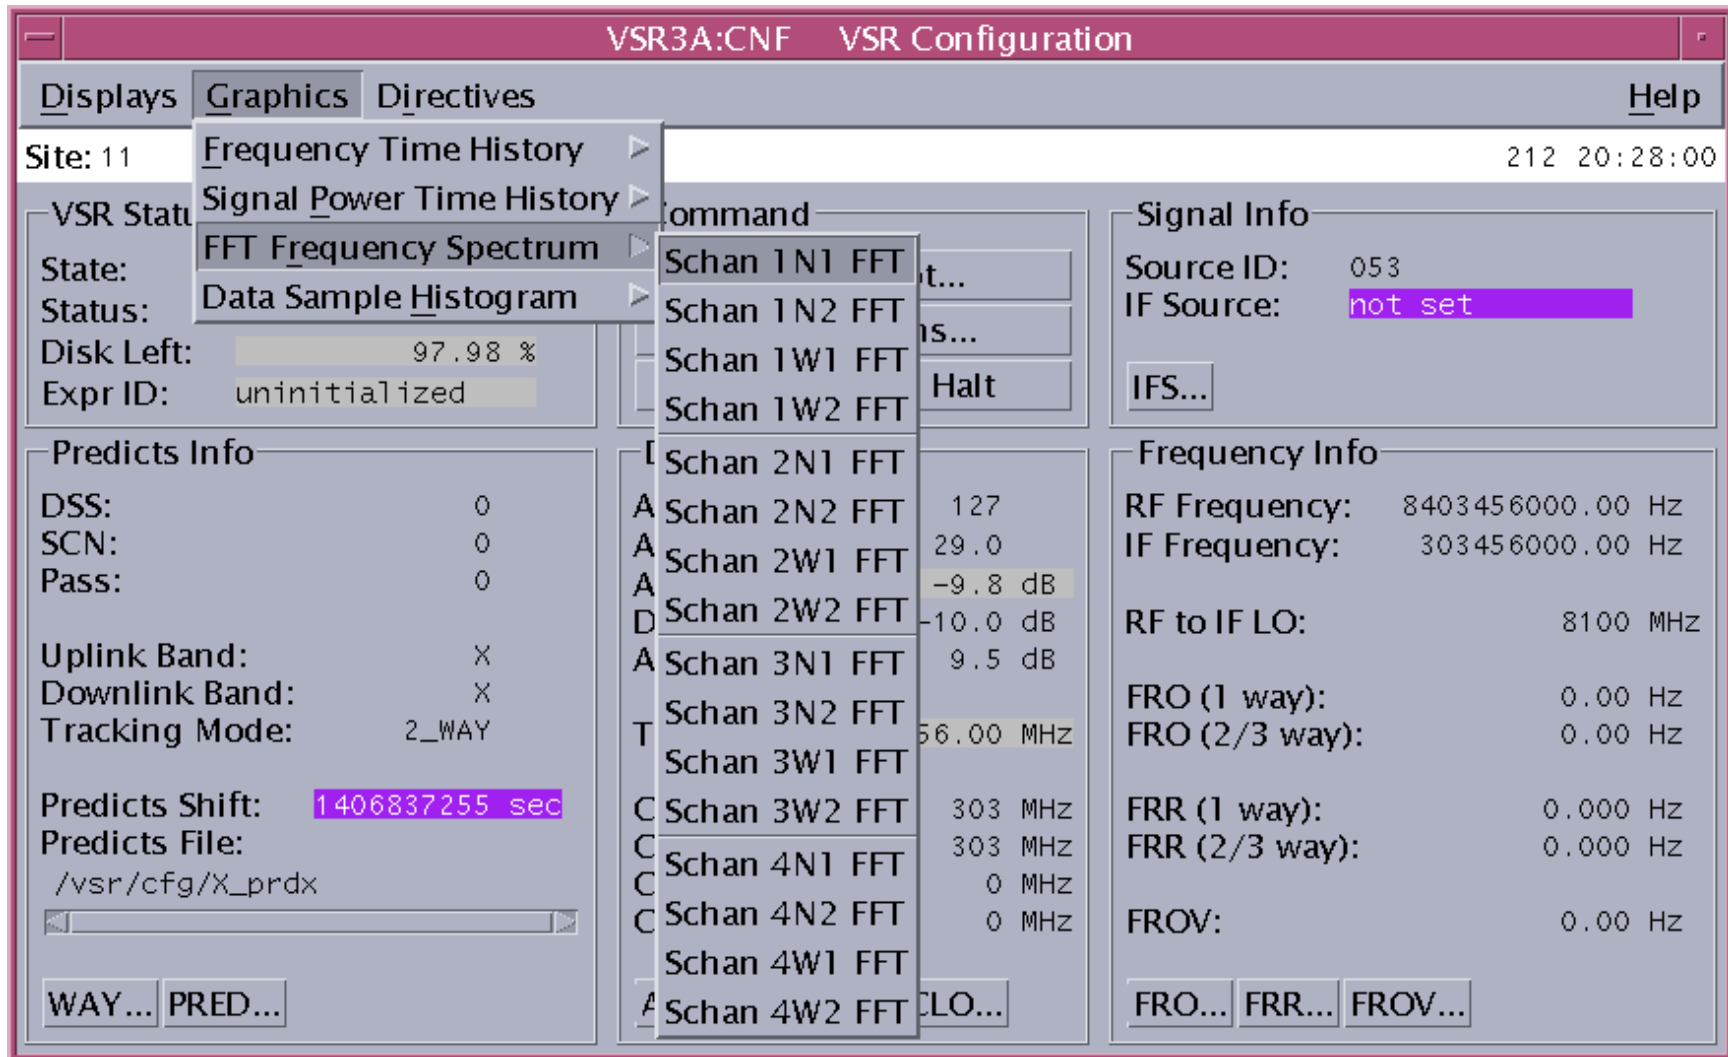 VSR3A:CNF VSR Configuration
Displays Graphics Directives Help
Site: 11 212 20:28:00
Frequency Time History
Signal Power Time History
FFT Frequency Spectrum
Data Sample Histogram
Schan 1N1 FFT
Schan 1N2 FFT
Schan 1W1 FFT
Schan 1W2 FFT
Schan 2N1 FFT
Schan 2N2 FFT
Schan 2W1 FFT
Schan 2W2 FFT
Schan 3N1 FFT
Schan 3N2 FFT
Schan 3W1 FFT
Schan 3W2 FFT
Schan 4N1 FFT
Schan 4N2 FFT
Schan 4W1 FFT
Schan 4W2 FFT
VSR
State:
Status:
Disk Left: 97.98 %
Expr ID: uninitialized
Halt
Signal Info
Source ID: 053
IF Source: not set
IFS...
Predicts Info
DSS: 0
SCN: 0
Pass: 0
Uplink Band: X
Downlink Band: X
Tracking Mode: 2_WAY
Predicts Shift: 1406837255 sec
Predicts File:
/vsr/cfg/X_prdx
WAY... PRED...
127
29.0
-9.8 dB
-10.0 dB
9.5 dB
MHz
303 MHz
303 MHz
0 MHz
0 MHz
Frequency Info
RF Frequency: 8403456000.00 Hz
IF Frequency: 303456000.00 Hz
RF to IF LO: 8100 MHz
FRO (1 way): 0.00 Hz
FRO (2/3 way): 0.00 Hz
FRR (1 way): 0.000 Hz
FRR (2/3 way): 0.000 Hz
FROV: 0.00 Hz
FRO... FRR... FROV...